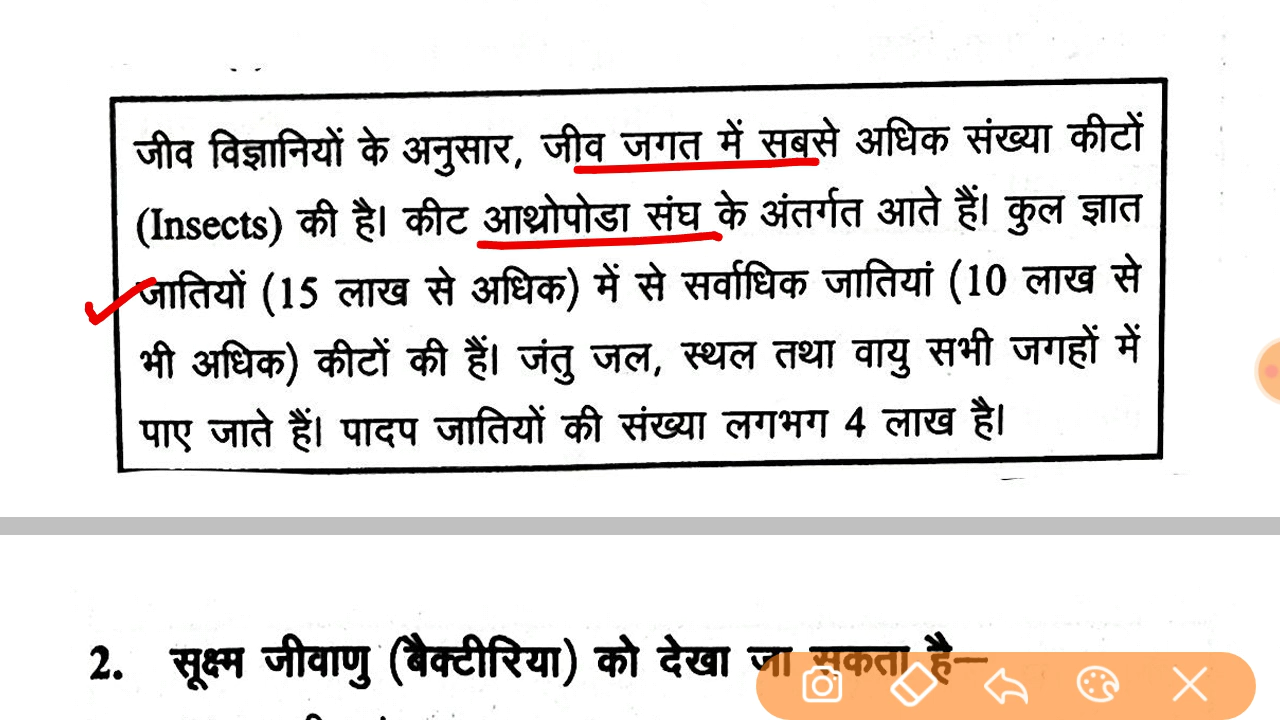 जीव विज्ञानियों के अनुसार, जीव जगत में सबसे अधिक संख्या कीटों
(Insects) की है। कीट आथ्रोपोडा संघ के अंतर्गत आते हैं। कुल ज्ञात
जातियों (15 लाख से अधिक) में से सर्वाधिक जातियां (10 लाख से
भी अधिक) कीटों की हैं। जंतु जल, स्थल तथा वायु सभी जगहों में
पाए जाते हैं। पादप जातियों की संख्या लगभग 4 लाख है।
2. सूक्ष्म जीवाणु (बैक्टीरिया) को देखा जा सकता है—